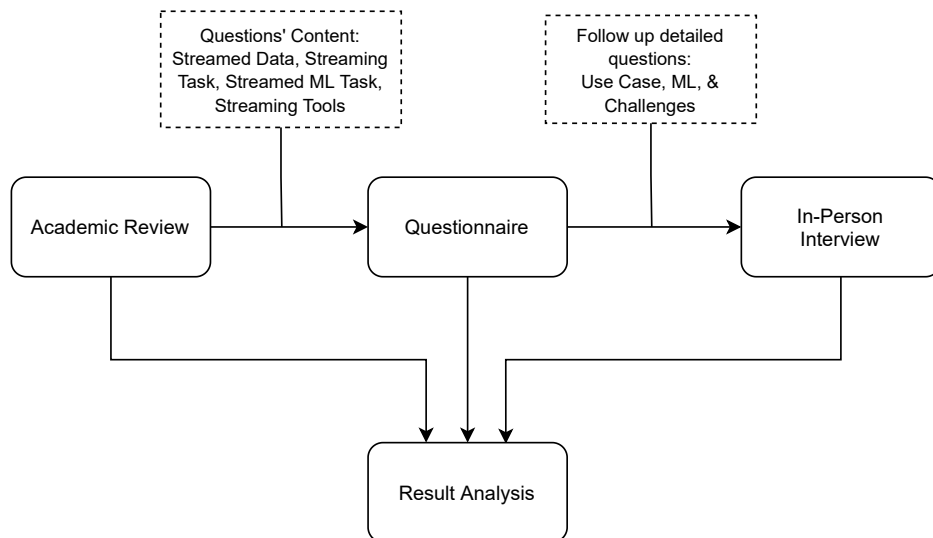 Questions' Content:
Streamed Data, Streaming
Task, Streamed ML Task,
Streaming Tools
Follow up detailed
questions:
Use Case, ML, &
Challenges
Academic Review
Questionnaire
In-Person
Interview
Result Analysis